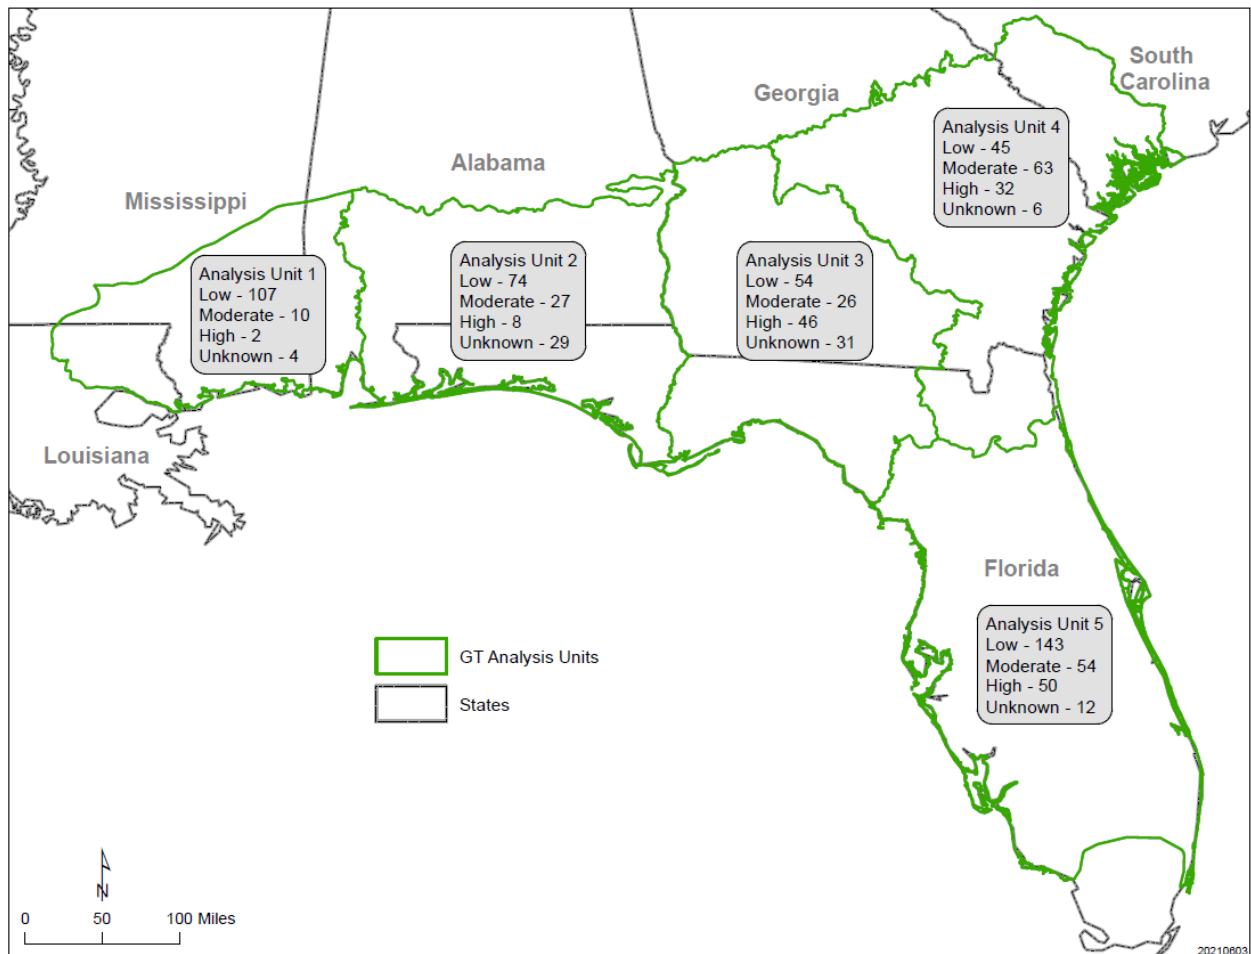 South
Carolina
Georgia
Analysis Unit 4
Low - 45
Moderate - 63
High - 32
Unknown - 6
Alabama
Mississippi
Analysis Unit 1
Low - 107
Moderate - 10
High - 2
Unknown - 4
Analysis Unit 2
Low - 74
Moderate - 27
High - 8
Unknown - 29
Analysis Unit 3
Low - 54
Moderate - 26
High - 46
Unknown - 31
Louisiana
Florida
Analysis Unit 5
Low - 143
Moderate - 54
High - 50
Unknown - 12
GT Analysis Units
States
N
0 50 100 Miles
20210603